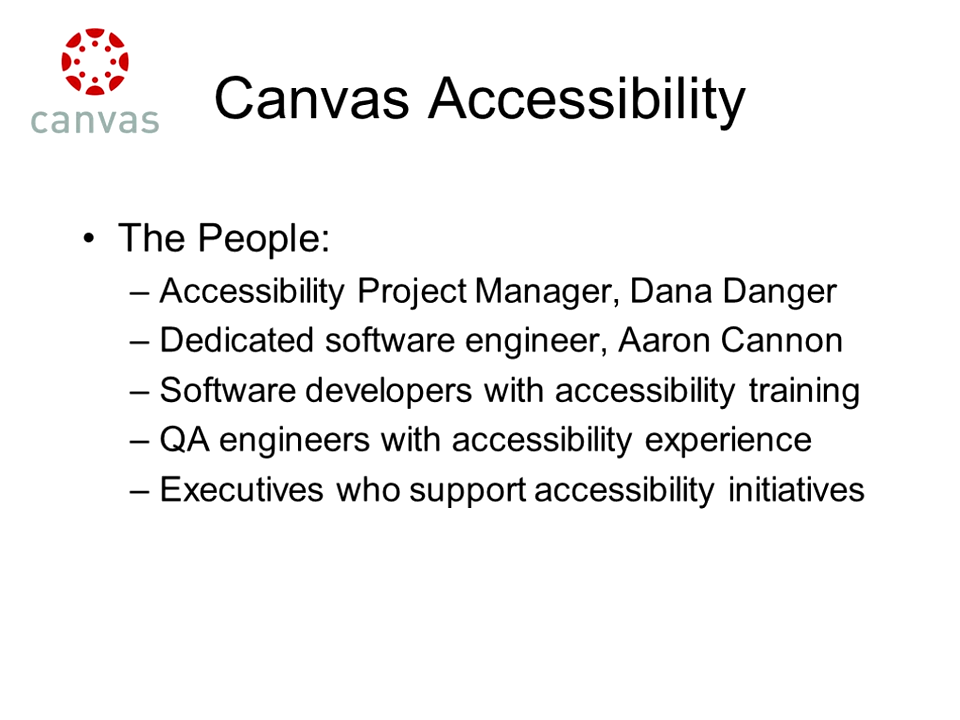 canvas
Canvas Accessibility
• The People:
– Accessibility Project Manager, Dana Danger
– Dedicated software engineer, Aaron Cannon
– Software developers with accessibility training
– QA engineers with accessibility experience
– Executives who support accessibility initiatives